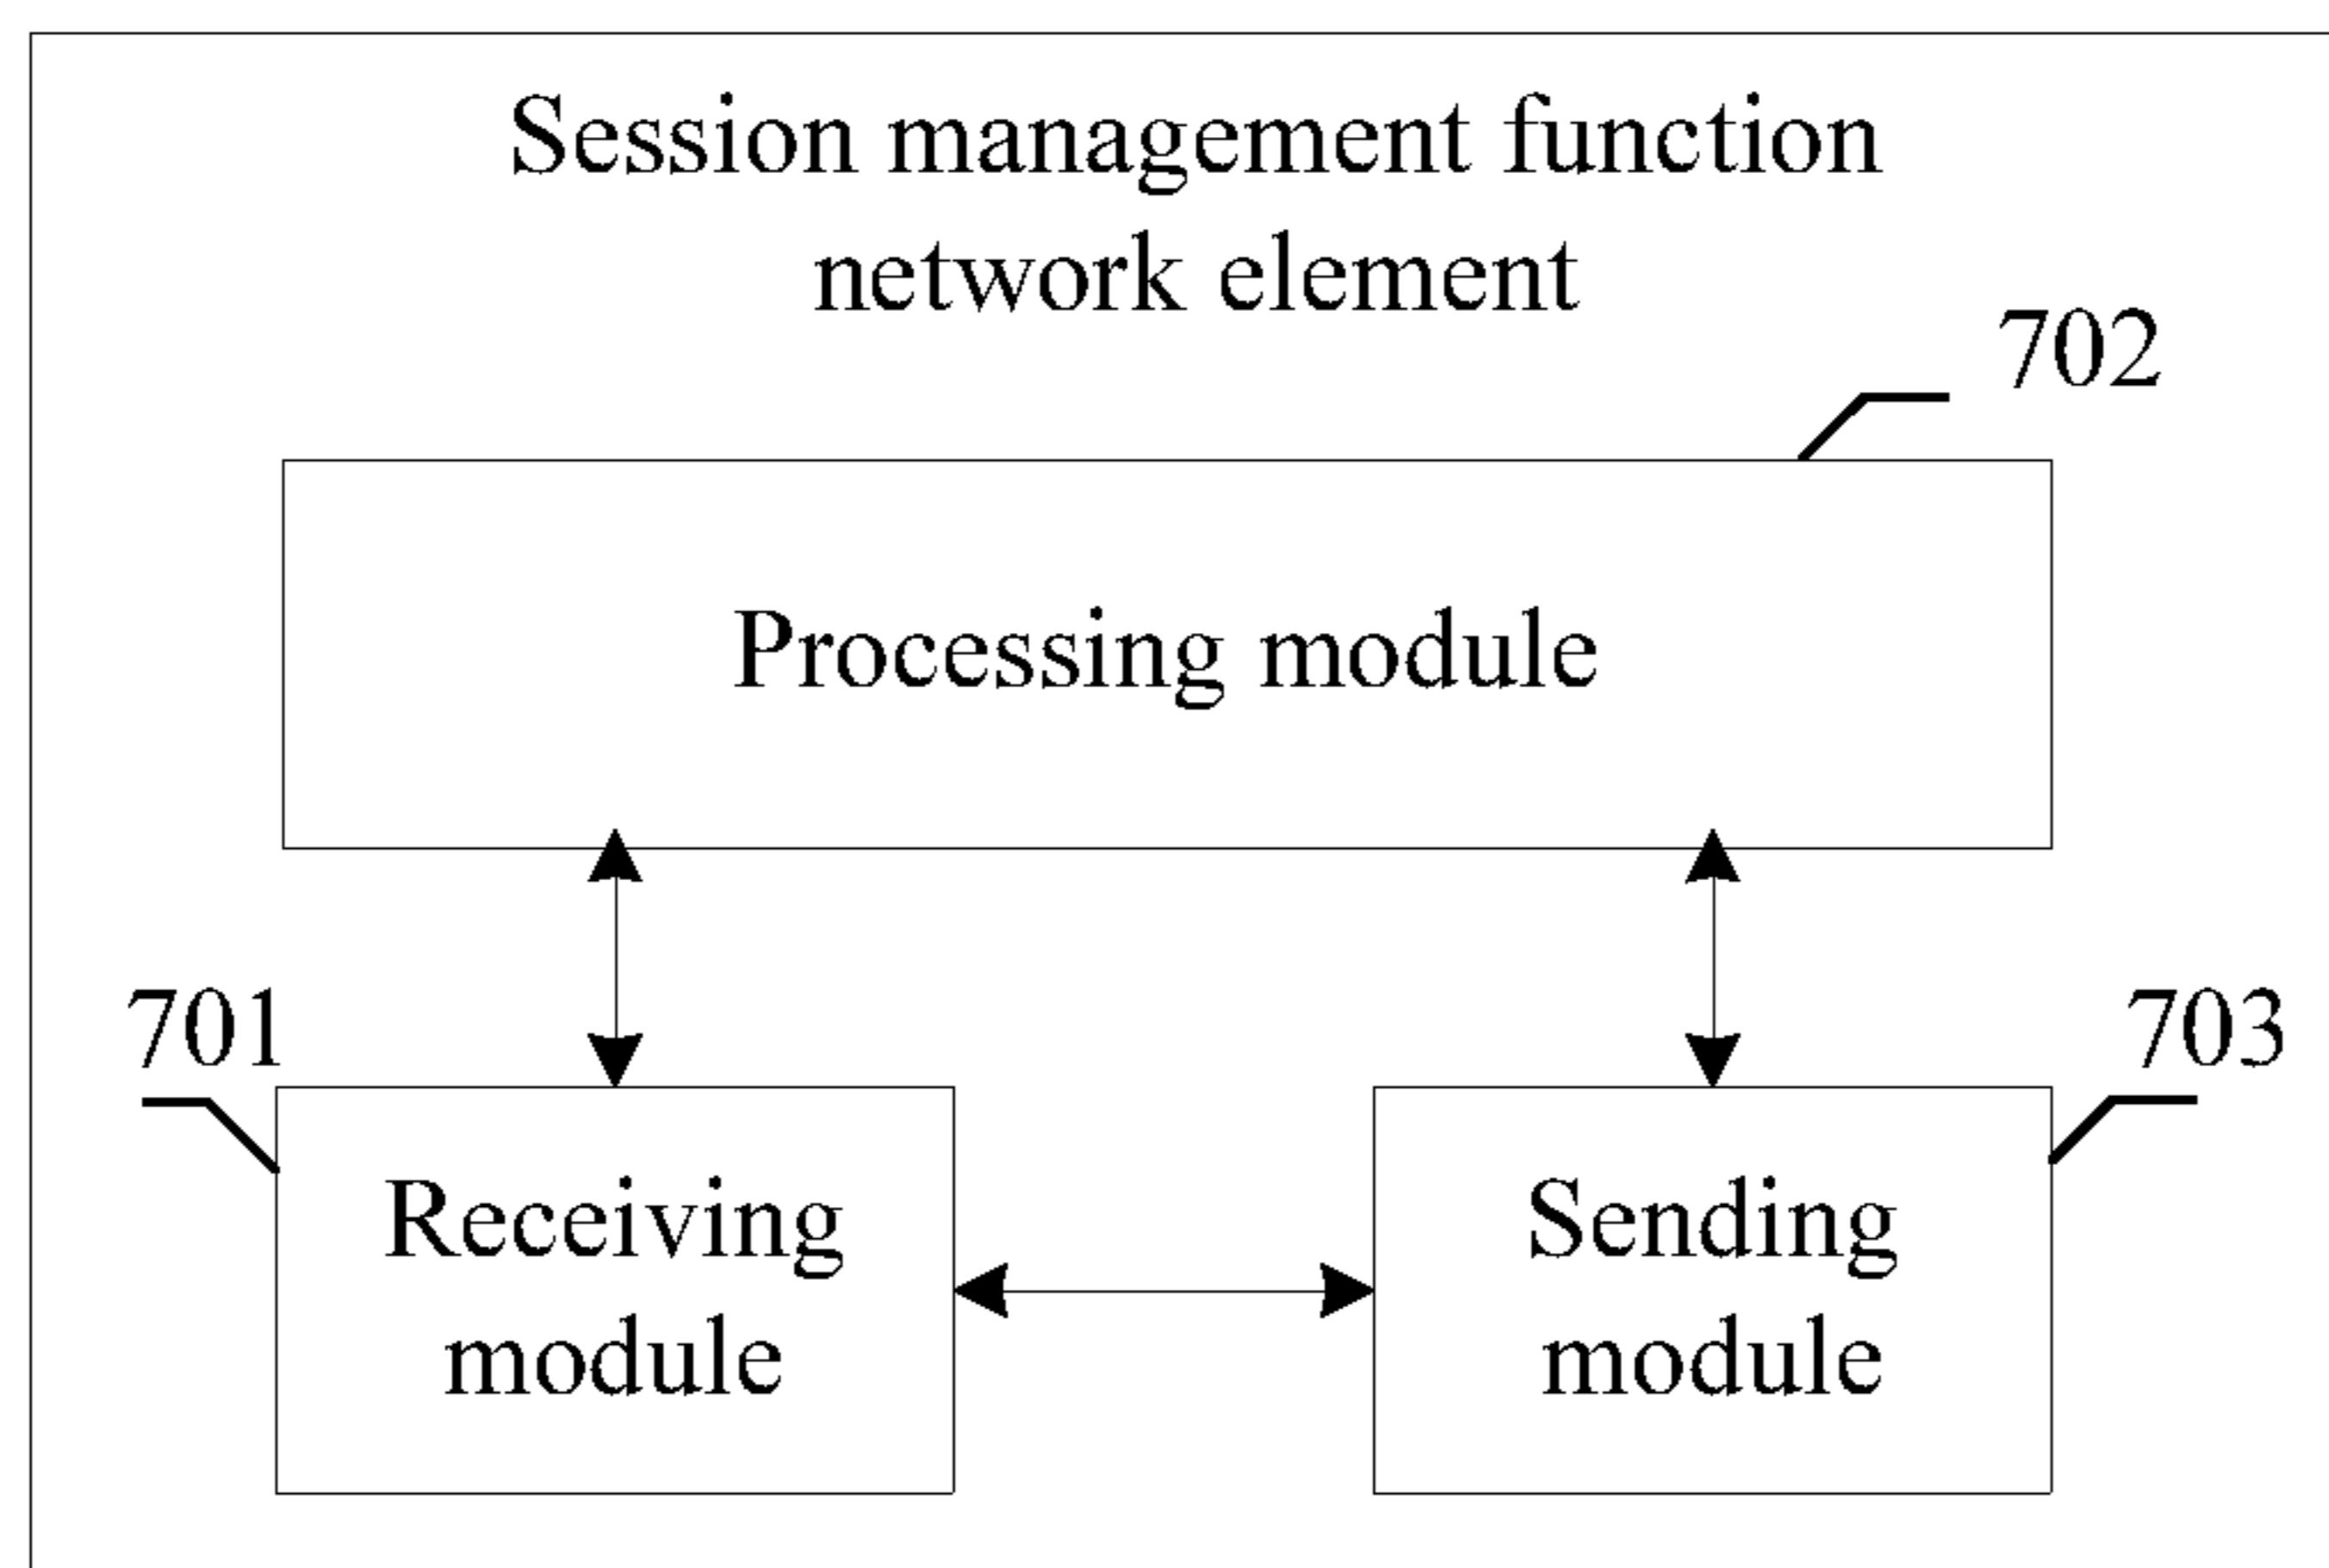 Session management function
network element
702
Processing module
701
703
Receiving
module
Sending
module